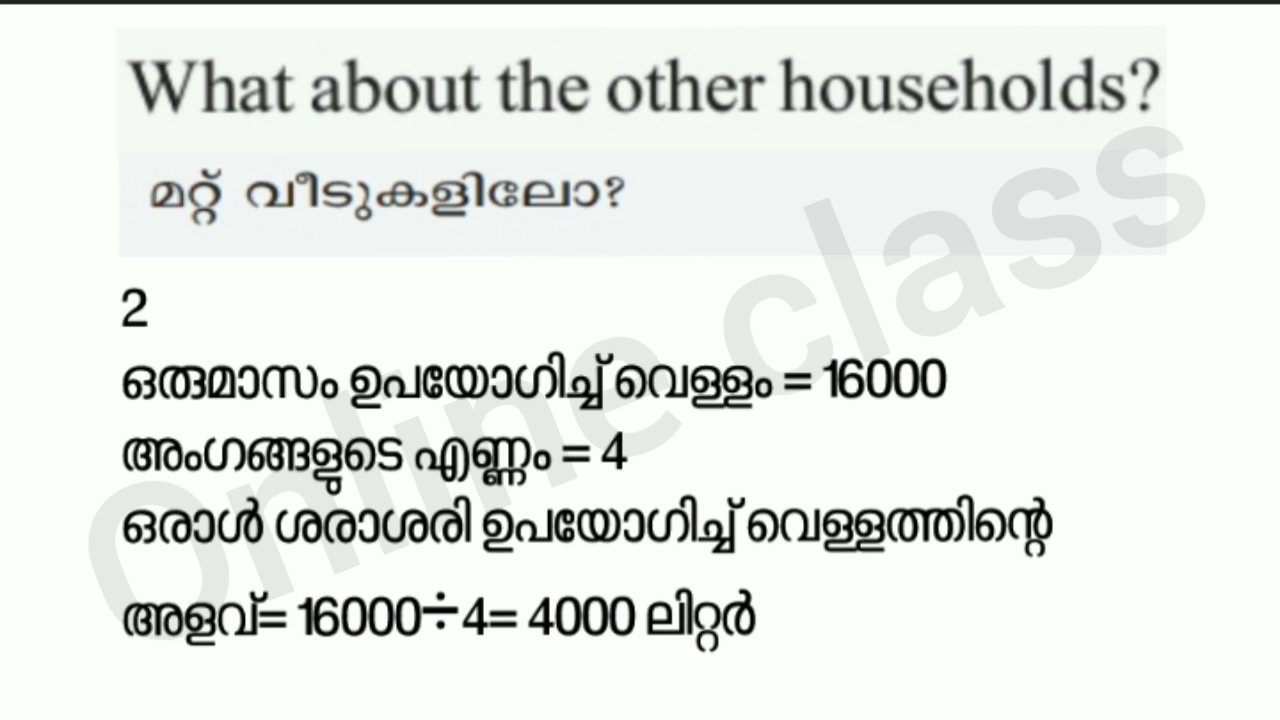 What about the other households?
മറ്റ് വീടുകളിലോ?
2
ഒരുമാസം ഉപയോഗിച്ച് വെള്ളം = 16000
അംഗങ്ങളുടെ എണ്ണം = 4
ഒരാൾ ശരാശരി ഉപയോഗിച്ച് വെള്ളത്തിന്റെ
അളവ്= 16000÷4= 4000 ലിറ്റർ
Online class